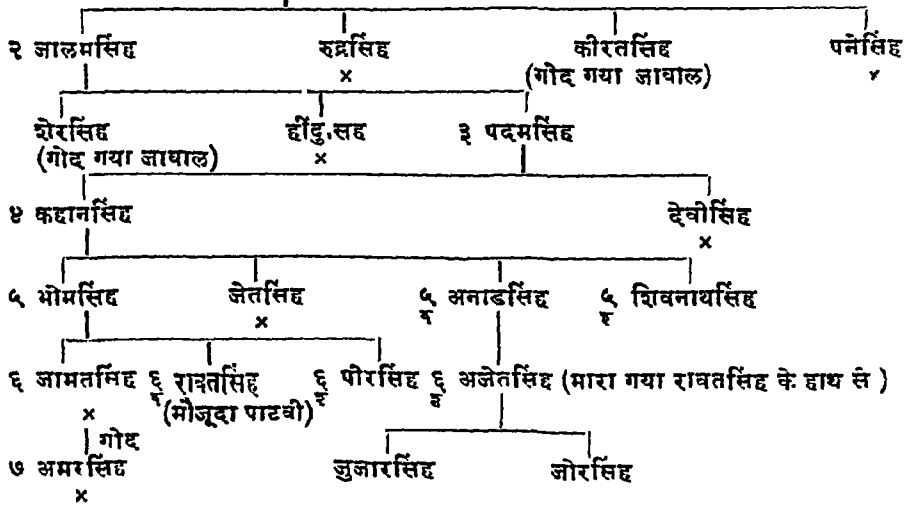 २ जालमसिंह रुद्रसिंह कीरतसिंह पनेसिंह
× (गोद गया जावाल) ×
शेरसिंह हींदु.सह ३ पदमसिंह
(गोद गया जावाल) ×
४ कहानसिंह देवीसिंह
×
५ भोमसिंह जेतसिंह ५ अनाडसिंह ५ शिवनाथसिंह
×
६ जामतसिंह ६ रावतसिंह ६ पीरसिंह ६ अजेतसिंह (मारा गया रावतसिंह के हाथ से)
× (मौजूदा पाटवी)
गोद
७ अमरसिंह जुजारसिंह जोरसिंह
×